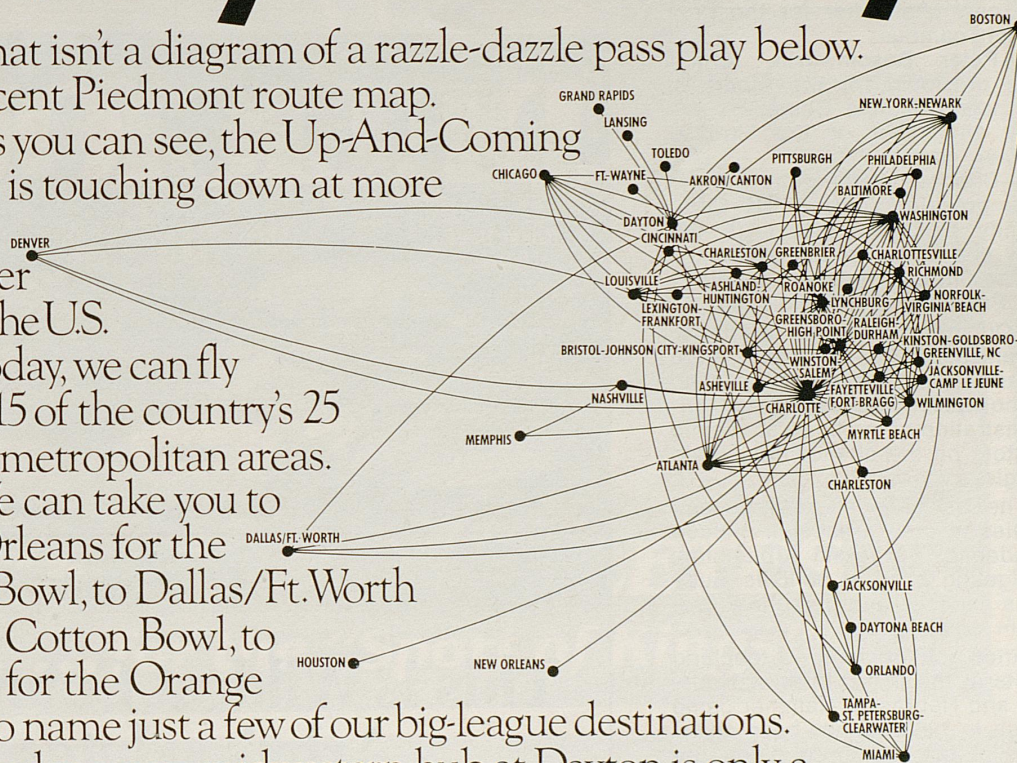 hat isn't a diagram of a razzle-dazzle pass play below.
cent Piedmont route map.
s you can see, the Up-And-Coming
is touching down at more
er
he U.S.
oday, we can fly
15 of the country's 25
metropolitan areas.
e can take you to
Orleans for the
Bowl, to Dallas/Ft. Worth
Cotton Bowl, to
for the Orange
o name just a few of our big-league destinations.
BOSTON
GRAND RAPIDS
NEW YORK-NEWARK
LANSING
TOLEDO
PITTSBURGH
PHILADELPHIA
CHICAGO
FT. WAYNE
AKRON/CANTON
BALTIMORE
DAYTON
WASHINGTON
CINCINNATI
DENVER
CHARLESTON
GREENBRIER
CHARLOTTESVILLE
RICHMOND
LOUISVILLE
ASHLAND-
HUNTINGTON
ROANOKE
LYNCHBURG
NORFOLK-
VIRGINIA BEACH
LEXINGTON-
FRANKFORT
GREENSBORO-
HIGH POINT
RALEIGH-
DURHAM
KINSTON-GOLDSBORO-
GREENVILLE, NC
BRISTOL-JOHNSON CITY-KINGSPORT
WINSTON-
SALEM
JACKSONVILLE-
CAMP LE JEUNE
NASHVILLE
ASHEVILLE
FAYETTEVILLE
FORT BRAGG
WILMINGTON
CHARLOTTE
MEMPHIS
MYRTLE BEACH
ATLANTA
CHARLESTON
DALLAS/FT. WORTH
JACKSONVILLE
DAYTONA BEACH
HOUSTON
NEW ORLEANS
ORLANDO
TAMPA-
ST. PETERSBURG-
CLEARWATER
MIAMI